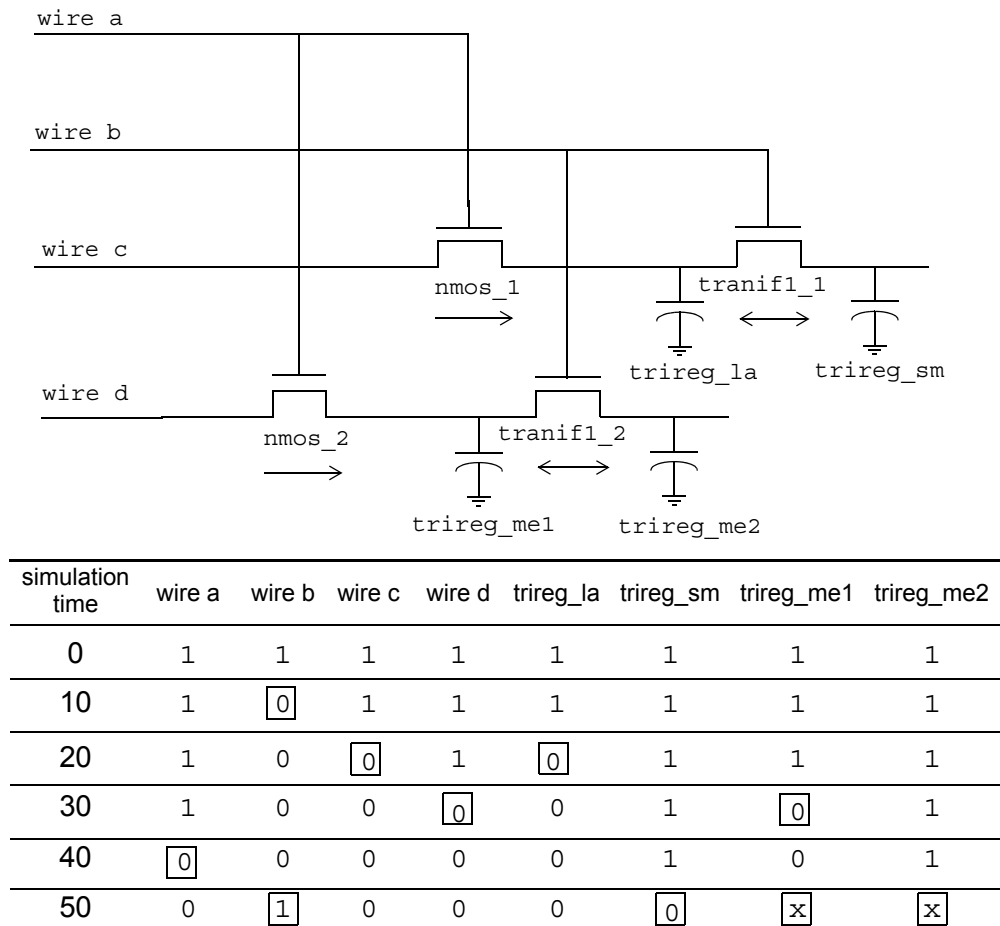 wire a
wire b
wire c
nmos_1
tranif1_1
trireg_la
trireg_sm
wire d
nmos_2
tranif1_2
trireg_me1
trireg_me2
simulation time wire a wire b wire c wire d trireg_la trireg_sm trireg_me1 trireg_me2
0 1 1 1 1 1 1 1 1
10 1 0 1 1 1 1 1 1
20 1 0 0 1 0 1 1 1
30 1 0 0 0 0 1 0 1
40 0 0 0 0 0 1 0 1
50 0 1 0 0 0 0 x x